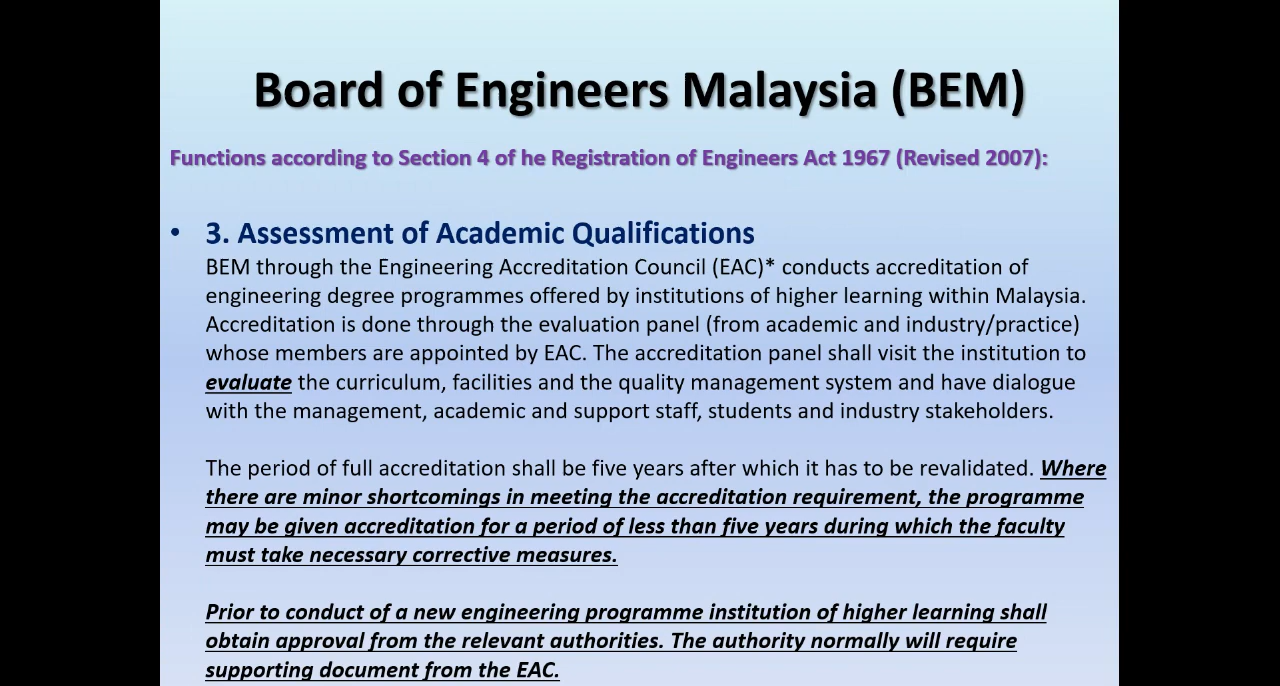 Board of Engineers Malaysia (BEM)
Functions according to Section 4 of he Registration of Engineers Act 1967 (Revised 2007):
• 3. Assessment of Academic Qualifications
BEM through the Engineering Accreditation Council (EAC)* conducts accreditation of
engineering degree programmes offered by institutions of higher learning within Malaysia.
Accreditation is done through the evaluation panel (from academic and industry/practice)
whose members are appointed by EAC. The accreditation panel shall visit the institution to
evaluate the curriculum, facilities and the quality management system and have dialogue
with the management, academic and support staff, students and industry stakeholders.
The period of full accreditation shall be five years after which it has to be revalidated. Where
there are minor shortcomings in meeting the accreditation requirement, the programme
may be given accreditation for a period of less than five years during which the faculty
must take necessary corrective measures.
Prior to conduct of a new engineering programme institution of higher learning shall
obtain approval from the relevant authorities. The authority normally will require
supporting document from the EAC.